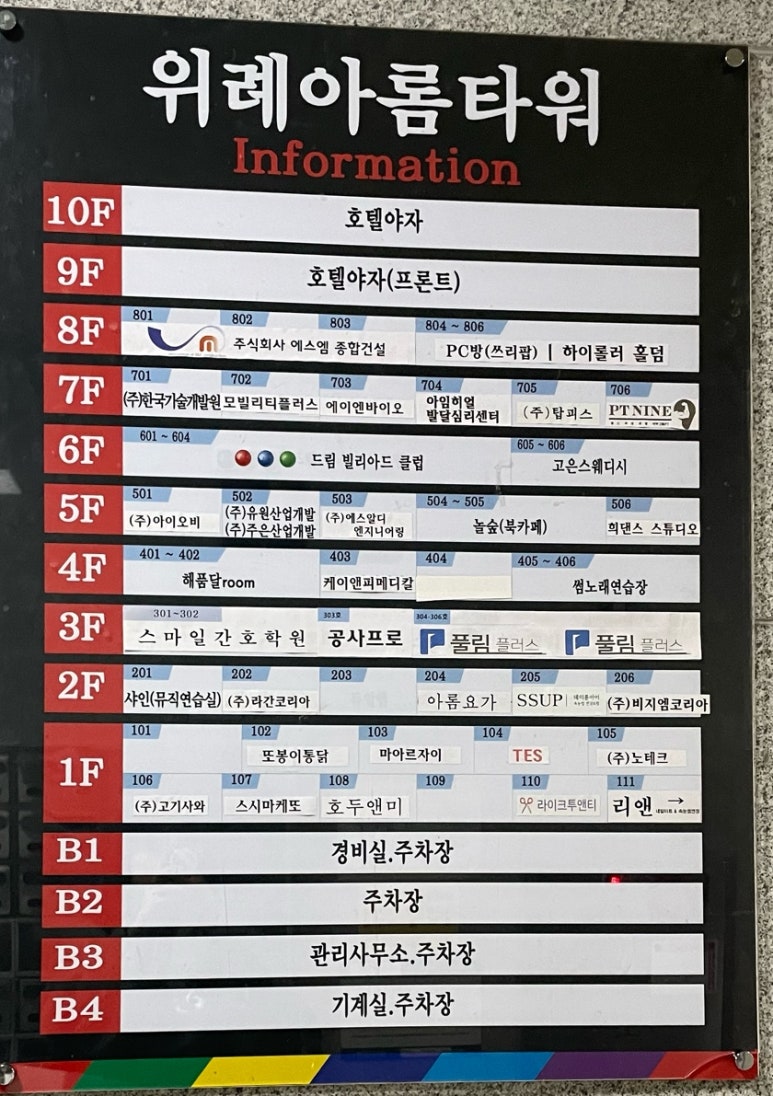 위례아롬타워
Information
10F 호텔야자
9F 호텔야자(프론트)
801 802 803 804 ~ 806
8F 주식회사 에스엠 종합건설 PC방(쓰리팝) | 하이롤러 홀덤
701 702 703 704 705 706
7F (주)한국기술개발원 모빌리티플러스 에이엔바이오 아임히얼 발달심리센터 (주)탑괴스 PT NINE
601 ~ 604 605 ~ 606
6F 드림 빌리아드 클럽 고은스웨디시
501 502 503 504 ~ 505 506
5F (주)아이오비 (주)유원산업개발 (주)주은산업개발 (주)에스알디 엔지니어링 놀숲(북카페) 희댄스 스튜디오
401 ~ 402 403 404 405 ~ 406
4F 해품달room 케이앤피메디칼 썸노래연습장
301~302 303호 304-306호
3F 스마일간호학원 공사프로 풀림 플러스 풀림 플러스
201 202 203 204 205 206
2F 샤인(뮤직연습실) (주)라간코리아 아롬요가 SSUP (주)비지엠코리아
101 102 103 104 105
1F 또봉이통닭 마아르자이 TES (주)노테크
106 107 108 109 110 111
(주)고기사와 스시마케또 호두앤미 라이크투앤티 리앤 →
B1 경비실.주차장
B2 주차장
B3 관리사무소.주차장
B4 기계실.주차장